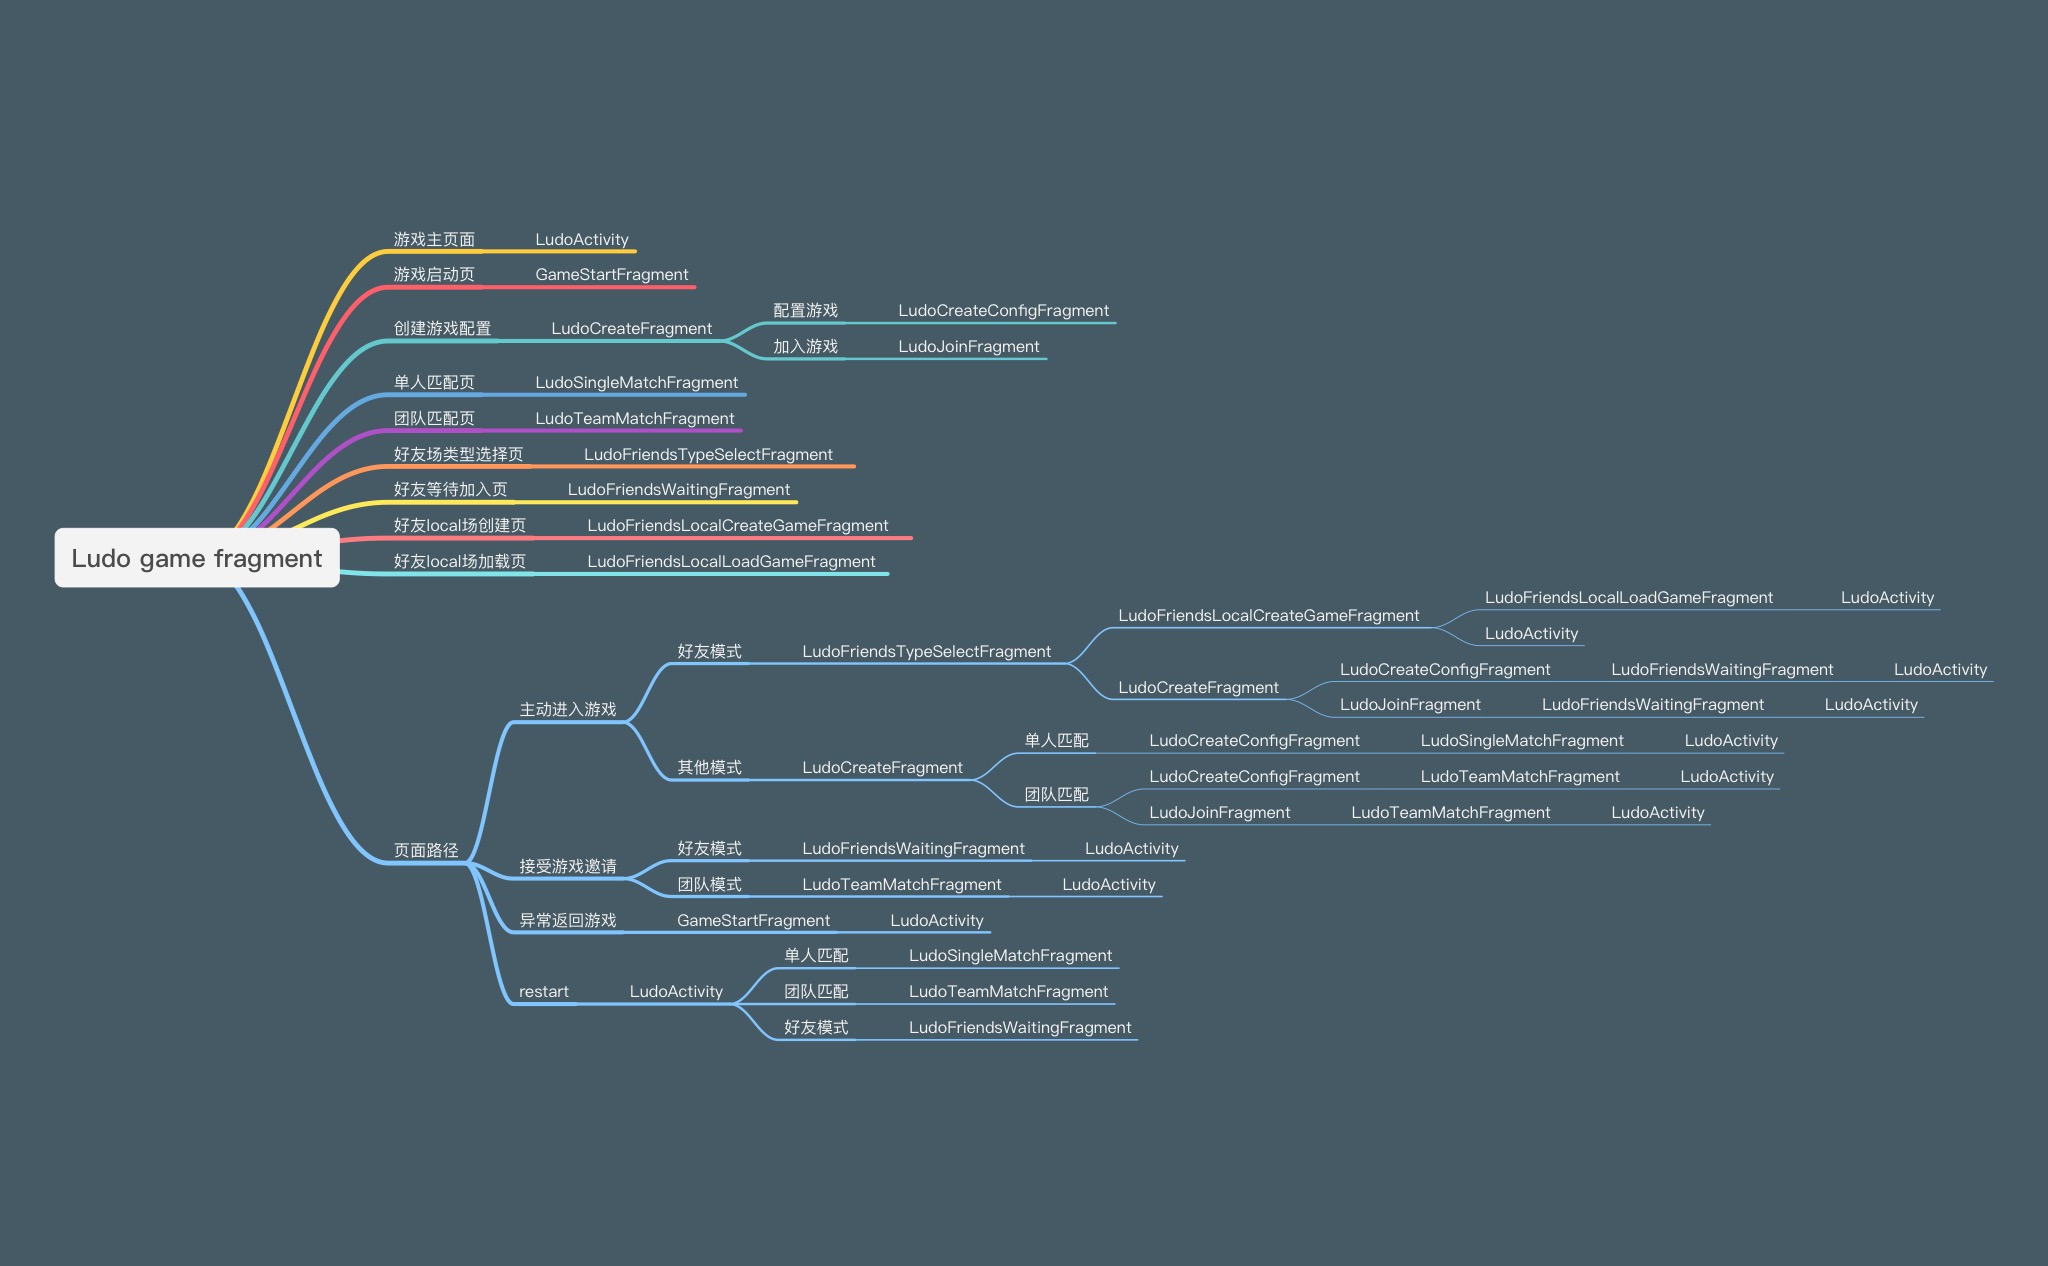 Ludo game fragment
游戏主页面 LudoActivity
游戏启动页 GameStartFragment
创建游戏配置 LudoCreateFragment
配置游戏 LudoCreateConfigFragment
加入游戏 LudoJoinFragment
单人匹配页 LudoSingleMatchFragment
团队匹配页 LudoTeamMatchFragment
好友场类型选择页 LudoFriendsTypeSelectFragment
好友等待加入页 LudoFriendsWaitingFragment
好友local场创建页 LudoFriendsLocalCreateGameFragment
好友local场加载页 LudoFriendsLocalLoadGameFragment
页面路径
主动进入游戏
好友模式 LudoFriendsTypeSelectFragment
LudoFriendsLocalCreateGameFragment
LudoFriendsLocalLoadGameFragment LudoActivity
LudoActivity
LudoCreateFragment
LudoCreateConfigFragment LudoFriendsWaitingFragment LudoActivity
LudoJoinFragment LudoFriendsWaitingFragment LudoActivity
其他模式 LudoCreateFragment
单人匹配 LudoCreateConfigFragment LudoSingleMatchFragment LudoActivity
团队匹配
LudoCreateConfigFragment LudoTeamMatchFragment LudoActivity
LudoJoinFragment LudoTeamMatchFragment LudoActivity
接受游戏邀请
好友模式 LudoFriendsWaitingFragment LudoActivity
团队模式 LudoTeamMatchFragment LudoActivity
异常返回游戏 GameStartFragment LudoActivity
restart LudoActivity
单人匹配 LudoSingleMatchFragment
团队匹配 LudoTeamMatchFragment
好友模式 LudoFriendsWaitingFragment